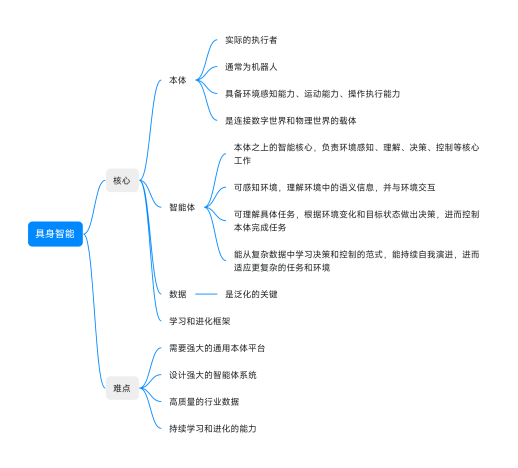 具身智能
核心
本体
实际的执行者
通常为机器人
具备环境感知能力、运动能力、操作执行能力
是连接数字世界和物理世界的载体
智能体
本体之上的智能核心，负责环境感知、理解、决策、控制等核心
工作
可感知环境，理解环境中的语义信息，并与环境交互
可理解具体任务，根据环境变化和目标状态做出决策，进而控制
本体完成任务
能从复杂数据中学习决策和控制的范式，能持续自我演进，进而
适应更复杂的任务和环境
数据
是泛化的关键
学习和进化框架
难点
需要强大的通用本体平台
设计强大的智能体系统
高质量的行业数据
持续学习和进化的能力